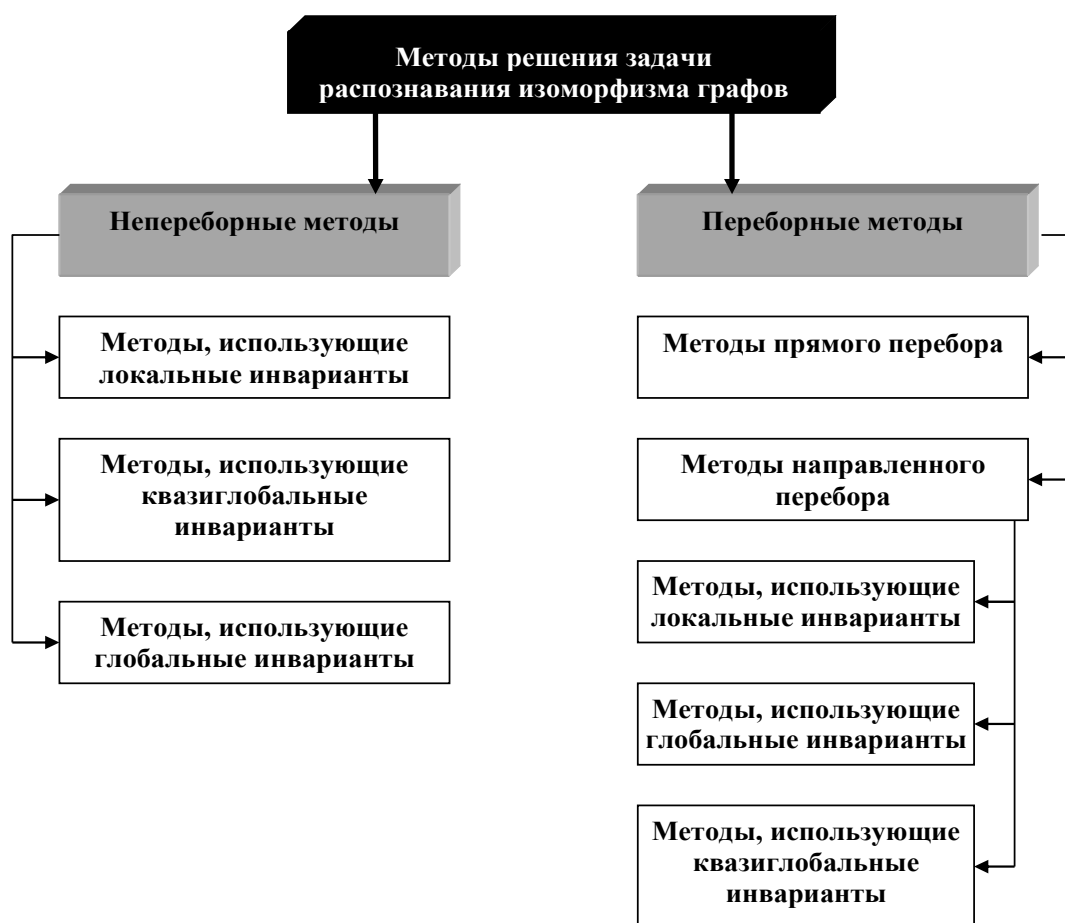 Методы решения задачи
распознавания изоморфизма графов
Непереборные методы
Методы, использующие
локальные инварианты
Методы, использующие
квазиглобальные
инварианты
Методы, использующие
глобальные инварианты
Переборные методы
Методы прямого перебора
Методы направленного
перебора
Методы, использующие
локальные инварианты
Методы, использующие
глобальные инварианты
Методы, использующие
квазиглобальные
инварианты